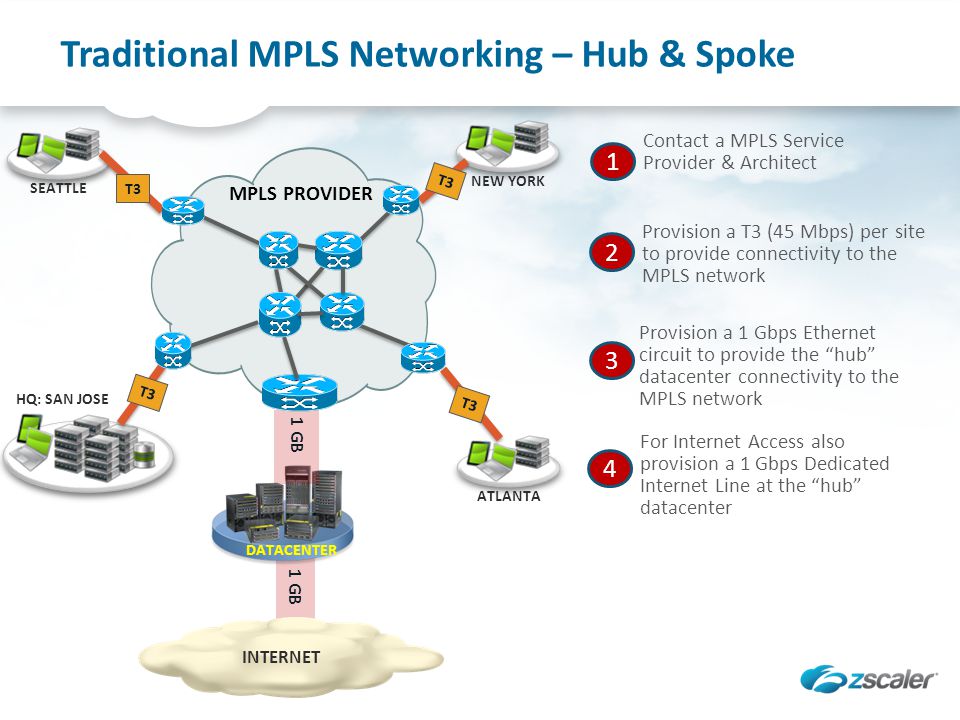 Traditional MPLS Networking – Hub & Spoke
SEATTLE
T3
MPLS PROVIDER
T3
NEW YORK
HQ: SAN JOSE
T3
T3
ATLANTA
1 GB
DATACENTER
1 GB
INTERNET
1
Contact a MPLS Service
Provider & Architect
2
Provision a T3 (45 Mbps) per site
to provide connectivity to the
MPLS network
3
Provision a 1 Gbps Ethernet
circuit to provide the “hub”
datacenter connectivity to the
MPLS network
4
For Internet Access also
provision a 1 Gbps Dedicated
Internet Line at the “hub”
datacenter
zscaler